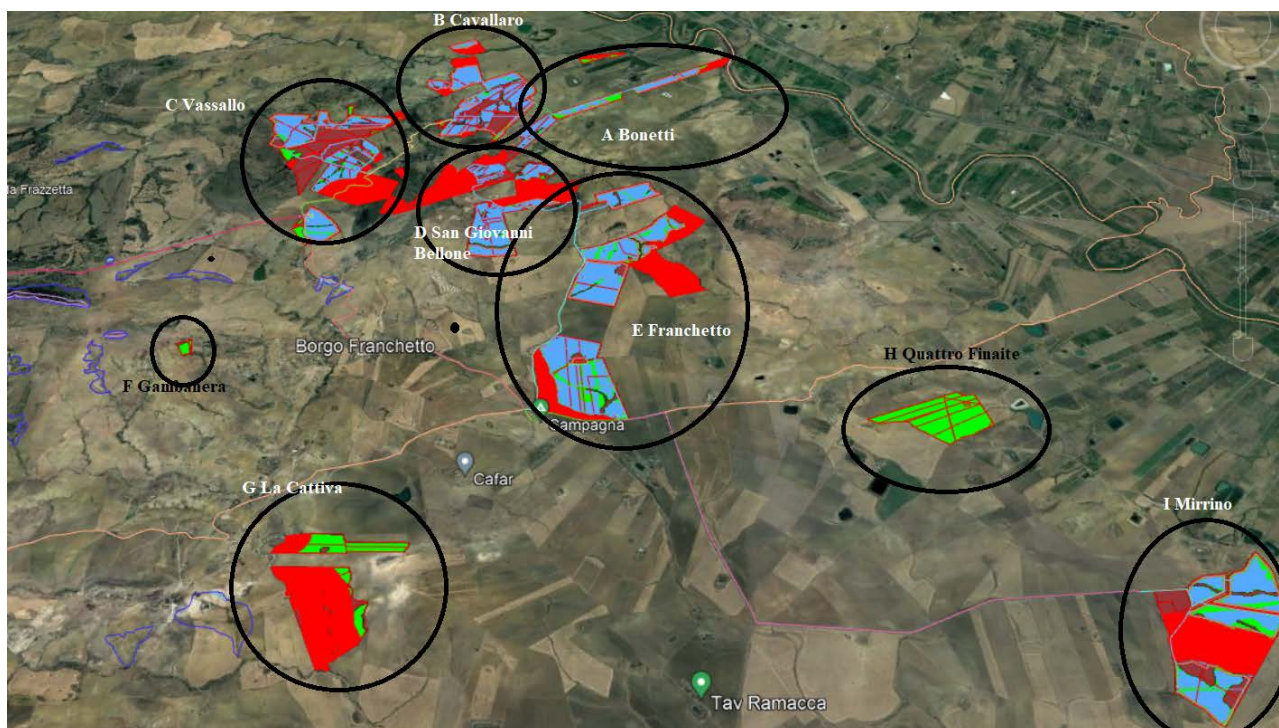 B Cavallaro
C Vassallo
A Bonetti
la Frazzetta
D San Giovanni
Bellone
E Franchetto
Borgo Franchetto
H Quattro Finaite
F Gambanera
Campagna
Cafar
G La Cattiva
I Mirrino
Tav Ramacca